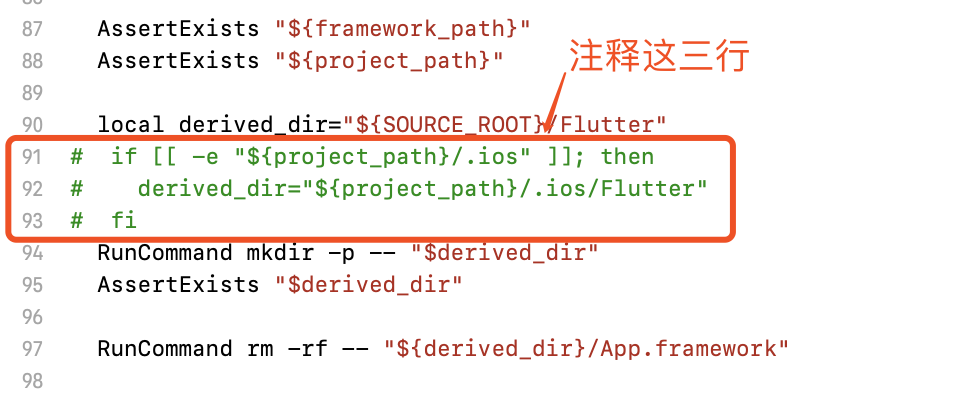 87 AssertExists "${framework_path}"
88 AssertExists "${project_path}"
注释这三行
89
90 local derived_dir="${SOURCE_ROOT}/Flutter"
91 #  if [[ -e "${project_path}/.ios" ]]; then
92 #    derived_dir="${project_path}/.ios/Flutter"
93 #  fi
94 RunCommand mkdir -p -- "$derived_dir"
95 AssertExists "$derived_dir"
96
97 RunCommand rm -rf -- "${derived_dir}/App.framework"
98